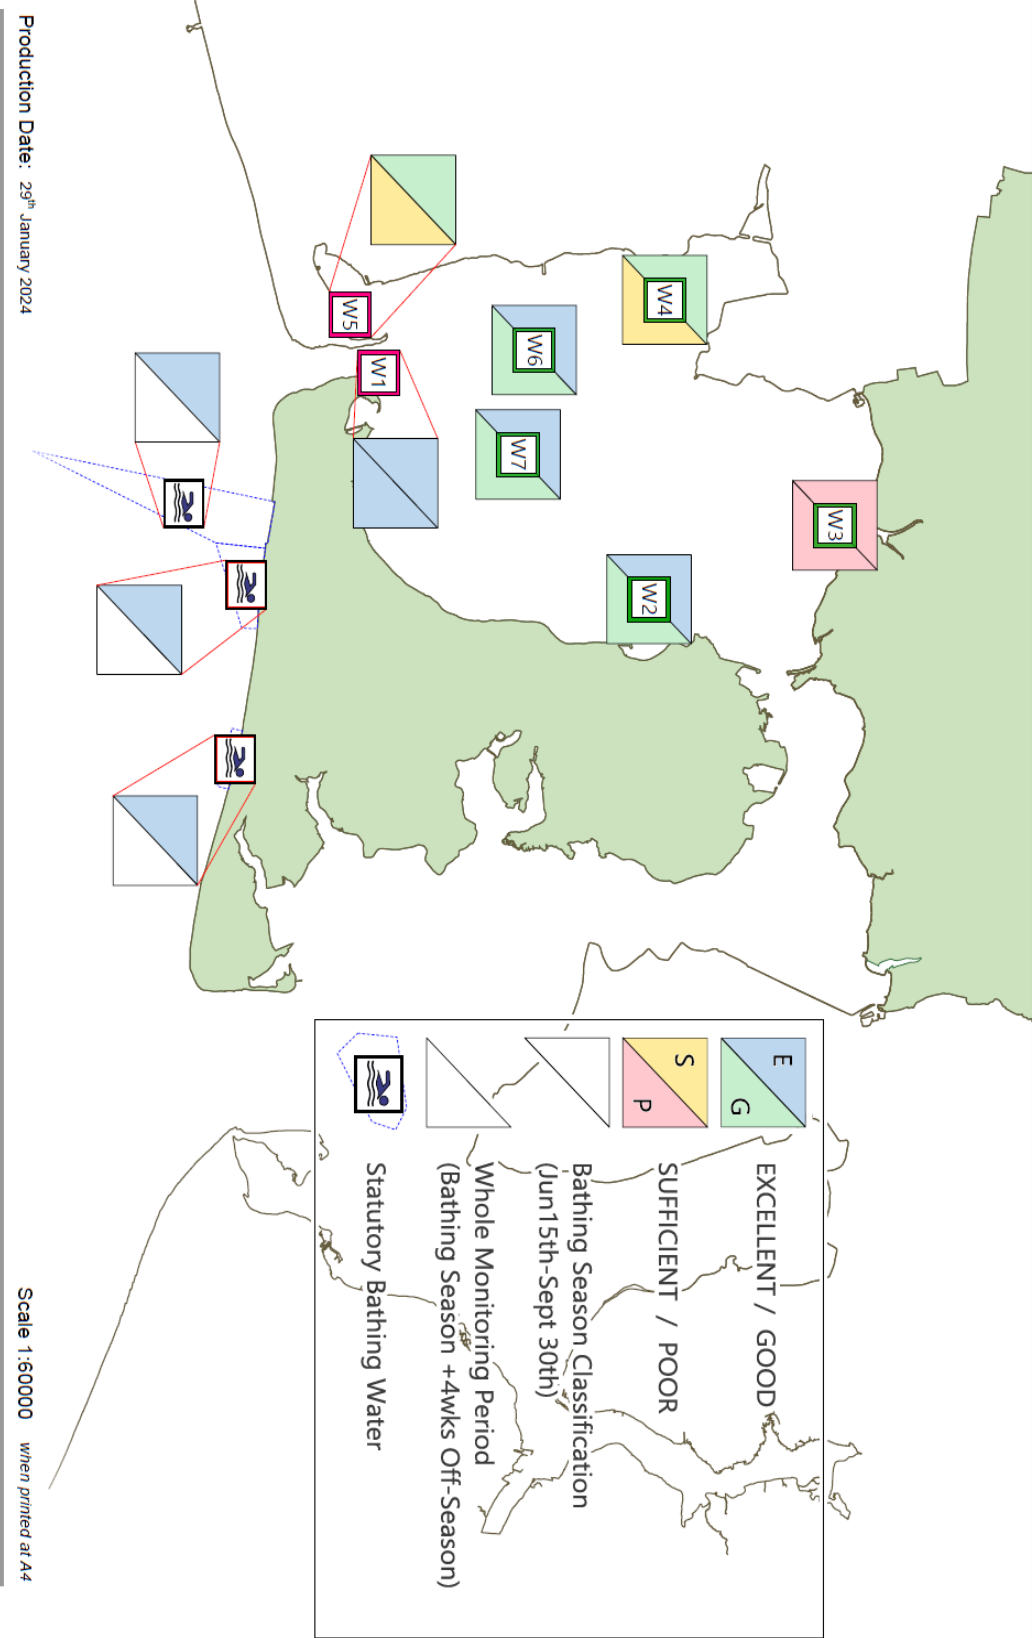 W4
W3
W5
W6
W1
W7
W2
E
G
EXCELLENT / GOOD
S
P
SUFFICIENT / POOR
Bathing Season Classification
(Jun15th-Sept 30th)
Whole Monitoring Period
(Bathing Season +4wks Off-Season)
Statutory Bathing Water
Production Date: 29th January 2024
Scale 1:60000 when printed at A4